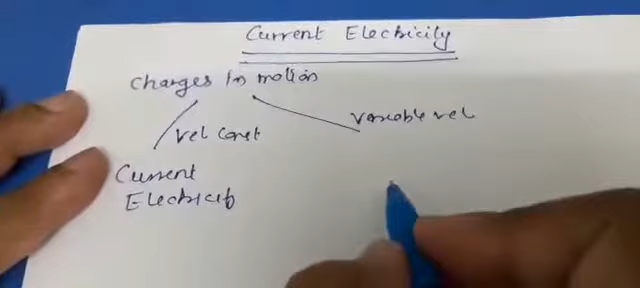 Current Electricity
Charges in motion
Vel const
Variable vel
Current
Electricity